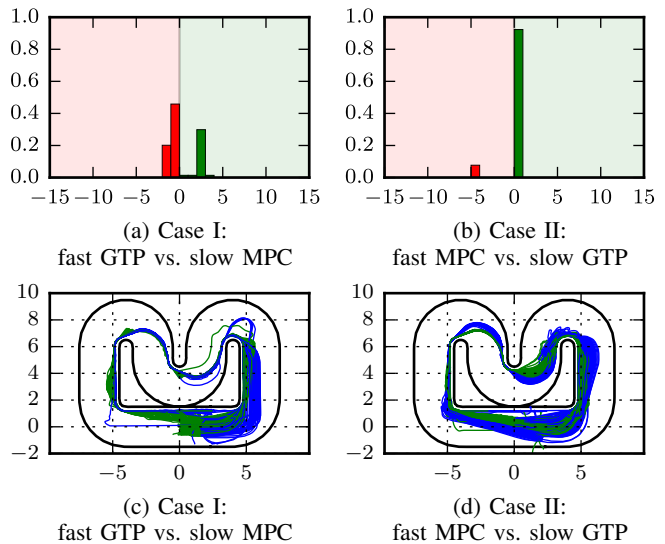 1.0
0.8
0.6
0.4
0.2
0.0
−15 −10 −5 0 5 10 15
(a) Case I:
fast GTP vs. slow MPC
1.0
0.8
0.6
0.4
0.2
0.0
−15 −10 −5 0 5 10 15
(b) Case II:
fast MPC vs. slow GTP
10
8
6
4
2
0
−2
−5 0 5
(c) Case I:
fast GTP vs. slow MPC
10
8
6
4
2
0
−2
−5 0 5
(d) Case II:
fast MPC vs. slow GTP